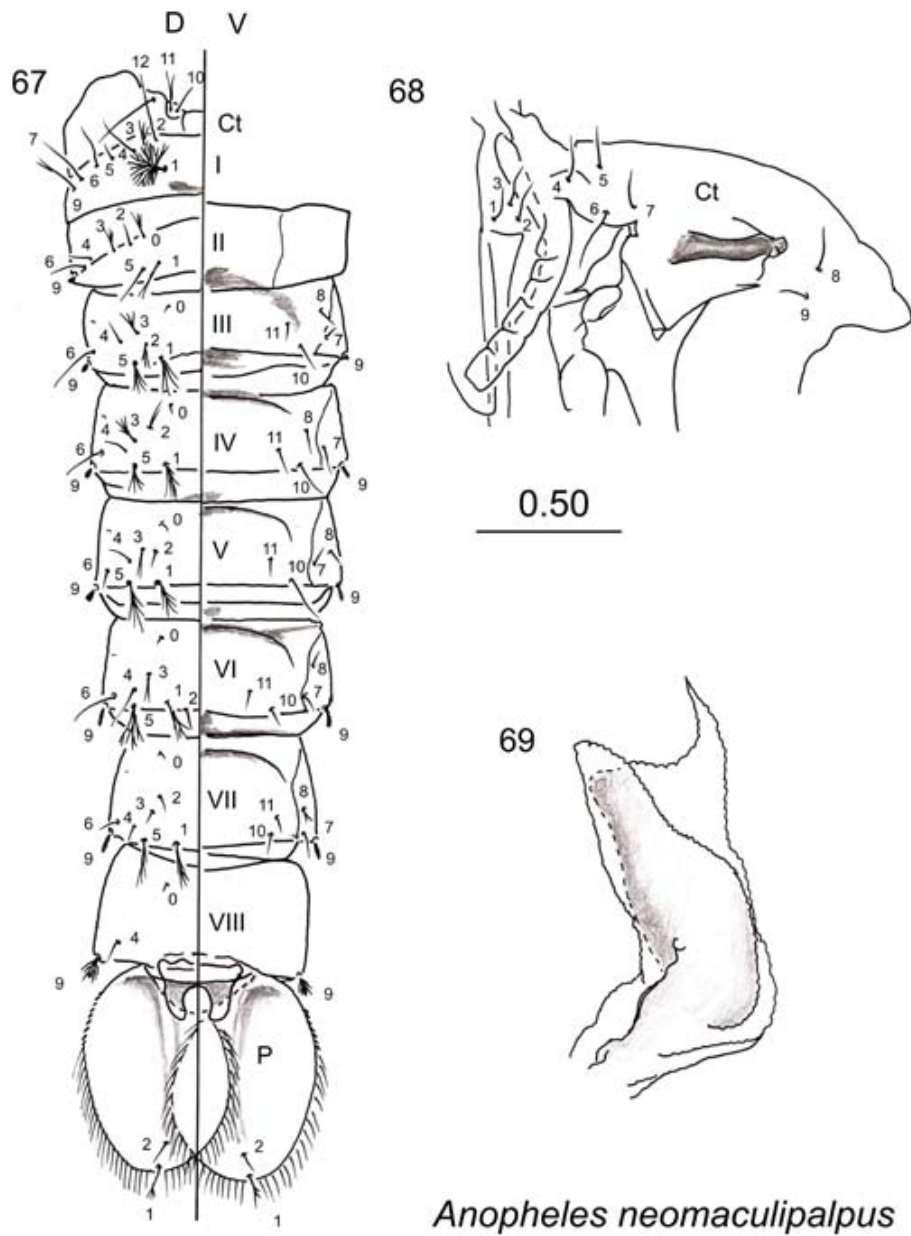 D V
67
12 11 10
Ct
3 2
7 6 5 4 1
I
9
II
4 3 2 0
6 5 1
9
III
0 8
4 3 11 7
6 5 2 1 9
9 10
IV
0 8
4 3 2 11 7
6 5 1
9 10 9
V
0 8
4 3 2 11
6 5 1 10 7
9 9
VI
0 8
4 3 11
6 1 2 10 7
9 5 9
VII
0 8
3 2 11
6 4 5 1 10 7
9 9
VIII
0
4
9 9
P
2 2
1 1
68
Ct
3 4 5
1 2 6 7
8
9
0.50
69
Anopheles neomaculipalpus